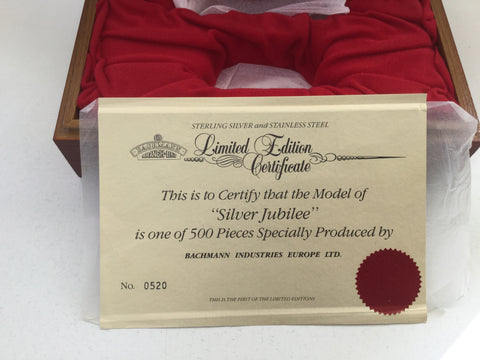 STERLING SILVER and STAINLESS STEEL
BACHMANN
BRANCH-LINE
Limited Edition
Certificate
This is to Certify that the Model of
“Silver Jubilee”
is one of 500 Pieces Specially Produced by
BACHMANN INDUSTRIES EUROPE LTD.
No. 0520
THIS IS THE FIRST OF THE LIMITED EDITIONS